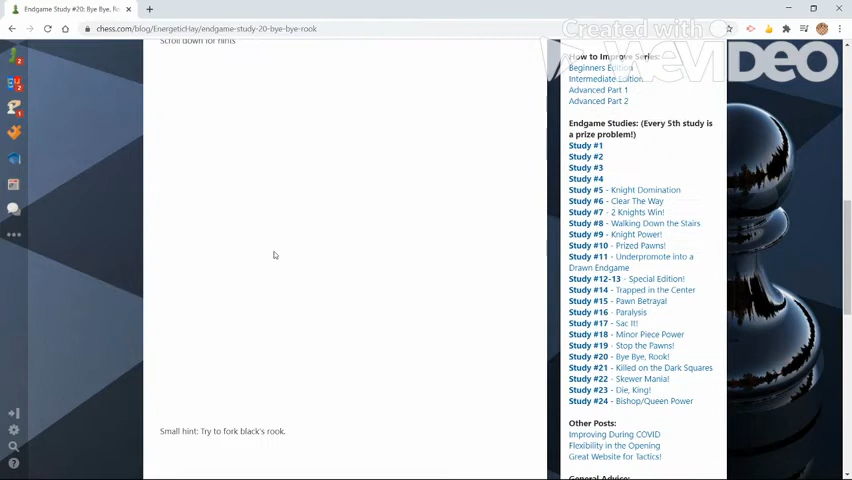 Endgame Study #20: Bye Bye, Ro
chess.com/blog/EnergeticHay/endgame-study-20-bye-bye-rook
Created with
WeVideo
Scroll down for hints
Small hint: Try to fork black's rook.
How to Improve Series:
Beginners Edition
Intermediate Edition
Advanced Part 1
Advanced Part 2
Endgame Studies: (Every 5th study is
a prize problem!)
Study #1
Study #2
Study #3
Study #4
Study #5 - Knight Domination
Study #6 - Clear The Way
Study #7 - 2 Knights Win!
Study #8 - Walking Down the Stairs
Study #9 - Knight Power!
Study #10 - Prized Pawns!
Study #11 - Underpromote into a
Drawn Endgame
Study #12-13 - Special Edition!
Study #14 - Trapped in the Center
Study #15 - Pawn Betrayal
Study #16 - Paralysis
Study #17 - Sac It!
Study #18 - Minor Piece Power
Study #19 - Stop the Pawns!
Study #20 - Bye Bye, Rook!
Study #21 - Killed on the Dark Squares
Study #22 - Skewer Mania!
Study #23 - Die, King!
Study #24 - Bishop/Queen Power
Other Posts:
Improving During COVID
Flexibility in the Opening
Great Website for Tactics!
General Advice:
2
2
1